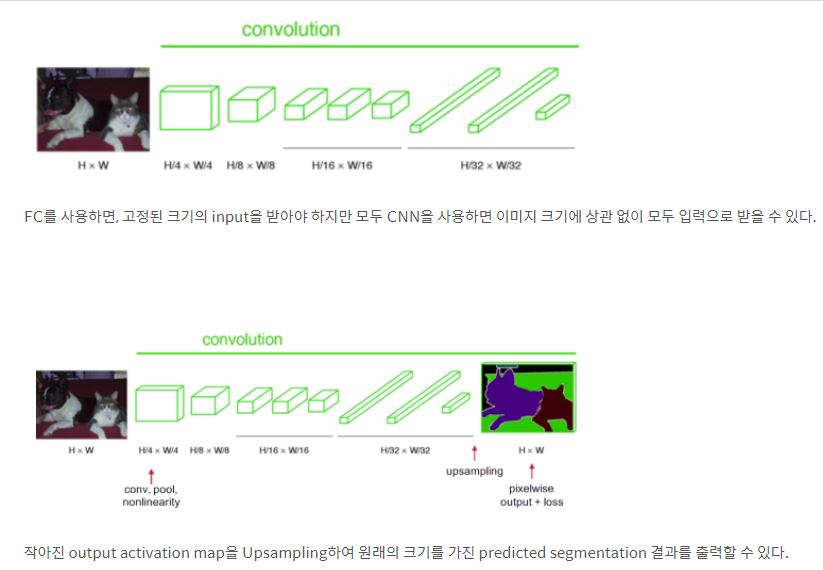 convolution
H × W
H/4 × W/4
H/8 × W/8
H/16 × W/16
H/32 × W/32
FC를 사용하면, 고정된 크기의 input을 받아야 하지만 모두 CNN을 사용하면 이미지 크기에 상관 없이 모두 입력으로 받을 수 있다.
convolution
H × W
H/4 × W/4
H/8 × W/8
H/16 × W/16
H/32 × W/32
H × W
conv, pool,
nonlinearity
upsampling
pixelwise
output + loss
작아진 output activation map을 Upsampling하여 원래의 크기를 가진 predicted segmentation 결과를 출력할 수 있다.